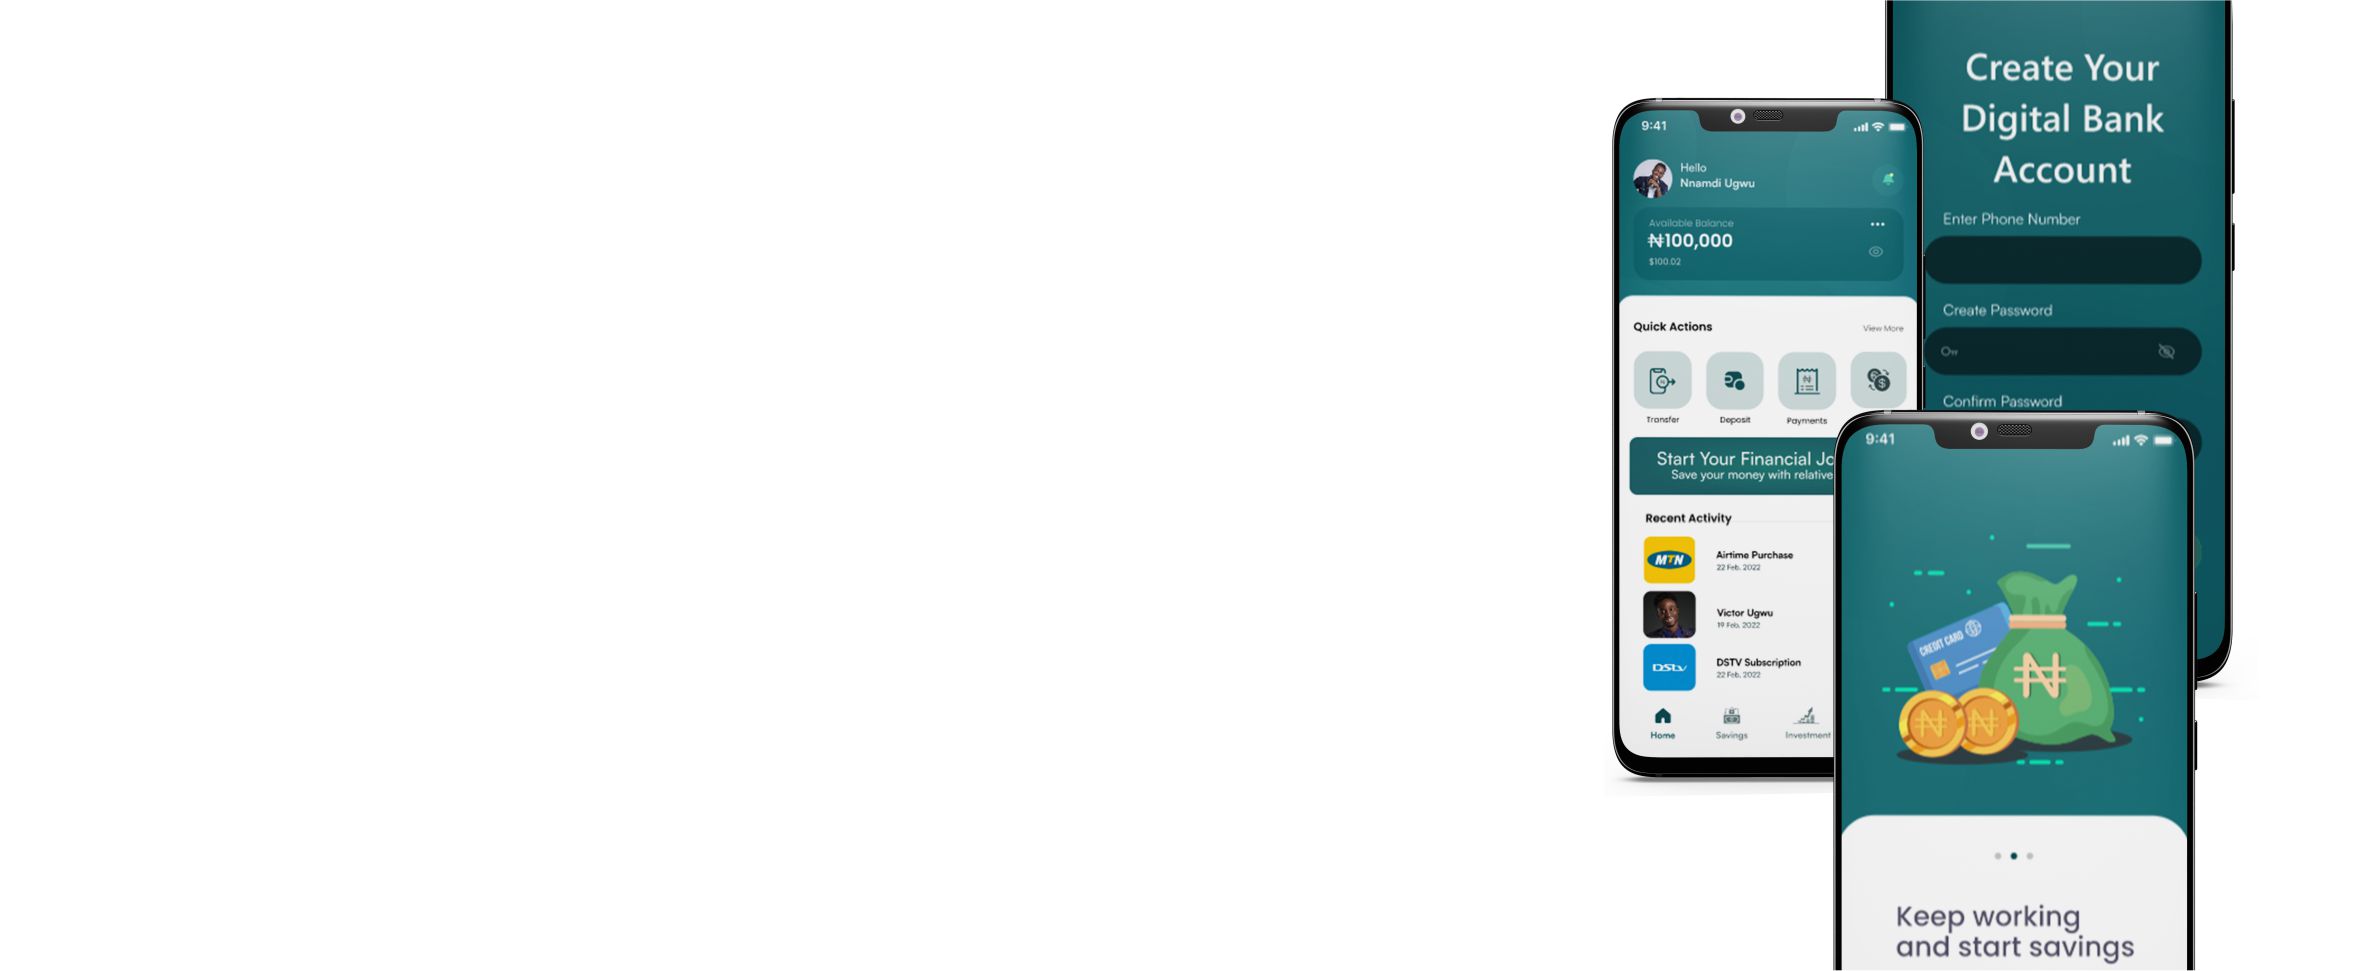 Create Your
Digital Bank
Account
Enter Phone Number
Create Password
Confirm Password
9:41
Hello
Nnamdi Ugwu
Available Balance
₦100,000
$100.02
Quick Actions
View More
Transfer
Deposit
Payments
Start Your Financial Jo
Save your money with relative
Recent Activity
MTN
Airtime Purchase
22 Feb, 2022
Victor Ugwu
19 Feb, 2022
DStv
DSTV Subscription
22 Feb, 2022
Home
Savings
Investment
9:41
CREDIT CARD
₦
₦
₦
Keep working
and start savings